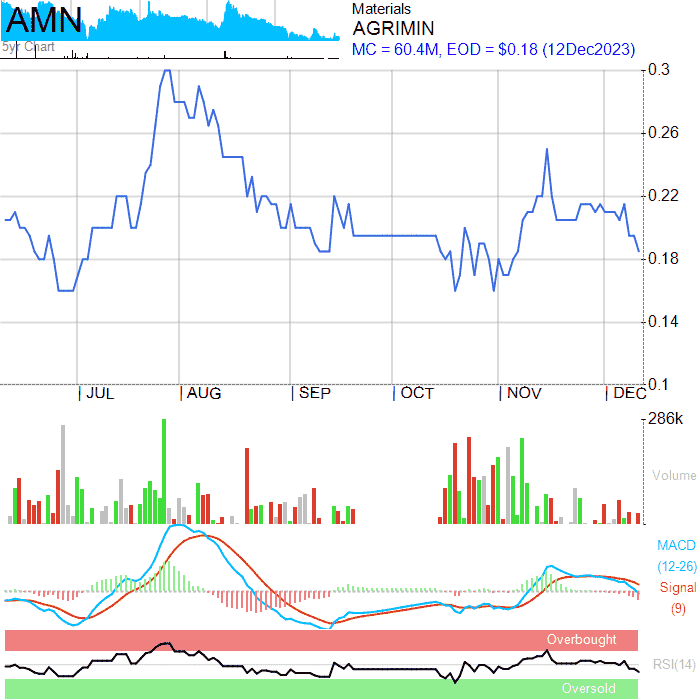 AMN
5yr Chart
Materials
AGRIMIN
MC = 60.4M, EOD = $0.18 (12Dec2023)
0.3
0.26
0.22
0.18
0.14
0.1
JUL AUG SEP OCT NOV DEC
286k
Volume
MACD
(12-26)
Signal
(9)
Overbought
RSI(14)
Oversold